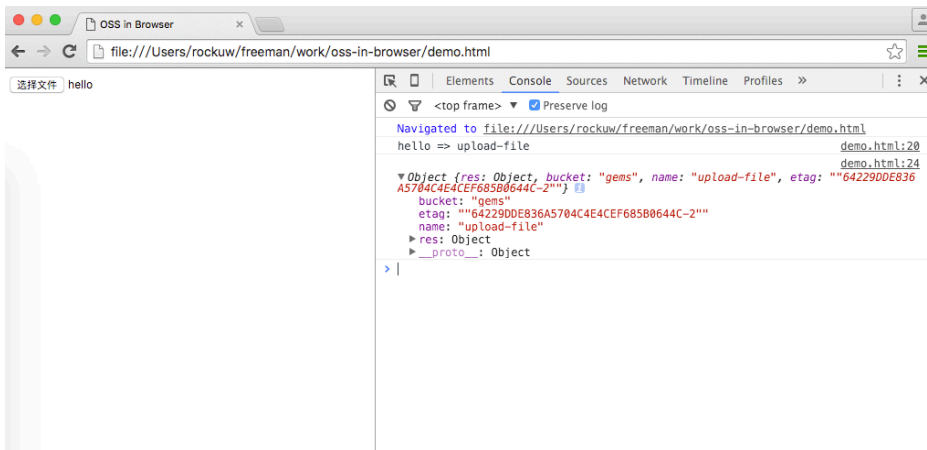 OSS in Browser
file:///Users/rockuw/freeman/work/oss-in-browser/demo.html
选择文件 hello
Elements Console Sources Network Timeline Profiles »
<top frame> ▼ Preserve log
Navigated to file:///Users/rockuw/freeman/work/oss-in-browser/demo.html
hello => upload-file demo.html:20
demo.html:24
Object {res: Object, bucket: "gems", name: "upload-file", etag: ""64229DDE836
A5704C4E4CEF685B0644C-2""}
bucket: "gems"
etag: ""64229DDE836A5704C4E4CEF685B0644C-2""
name: "upload-file"
res: Object
__proto__: Object